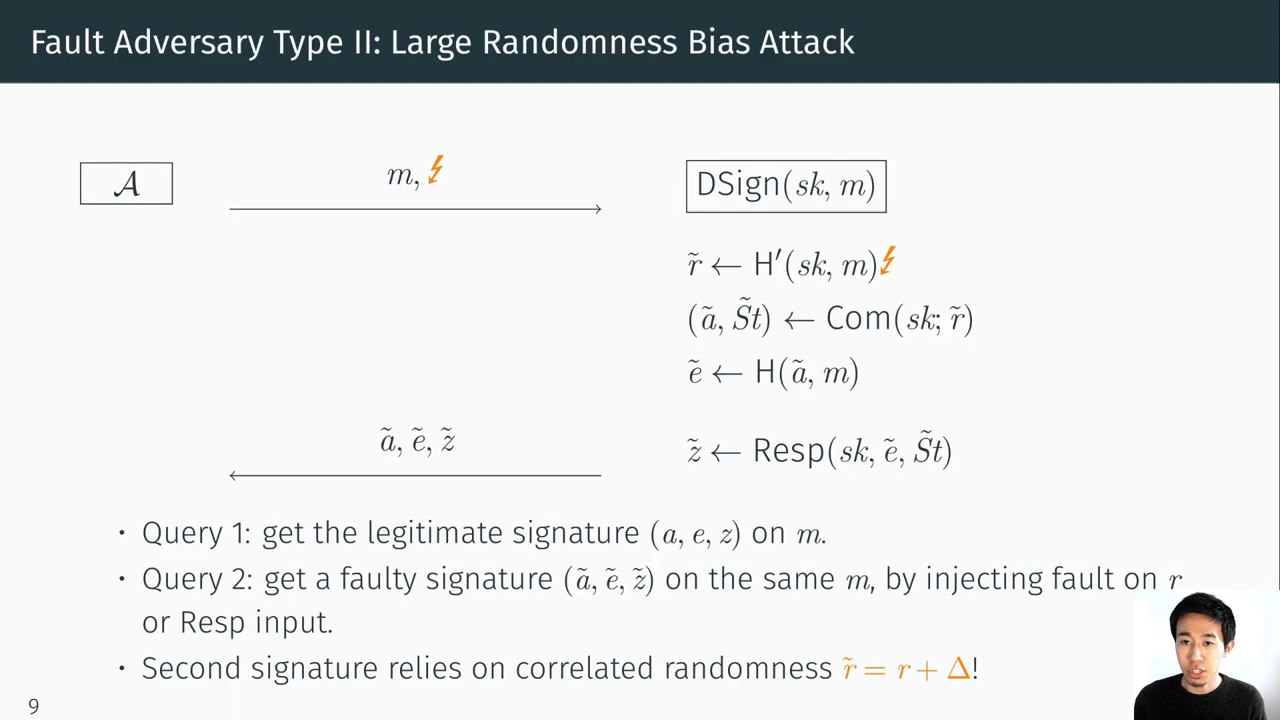 Fault Adversary Type II: Large Randomness Bias Attack
𝒜
m, ⚡
DSign(sk, m)
r̃ ← H′(sk, m)⚡
(ã, S̃t) ← Com(sk; r̃)
ẽ ← H(ã, m)
ã, ẽ, z̃
z̃ ← Resp(sk, ẽ, S̃t)
· Query 1: get the legitimate signature (a, e, z) on m.
· Query 2: get a faulty signature (ã, ẽ, z̃) on the same m, by injecting fault on r
or Resp input.
· Second signature relies on correlated randomness r̃ = r + Δ!
9